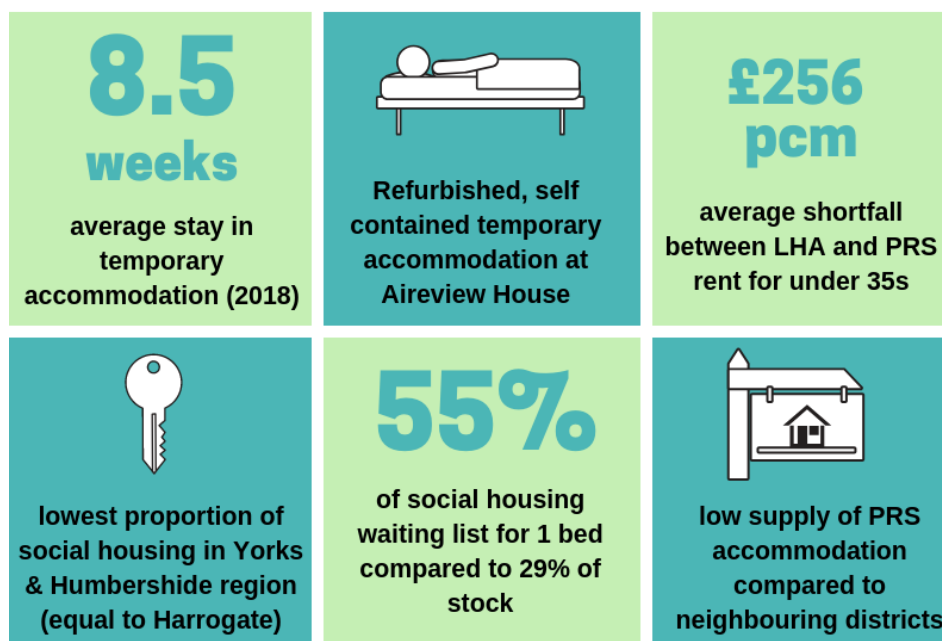 8.5
weeks
average stay in
temporary
accommodation (2018)
Refurbished, self
contained temporary
accommodation at
Aireview House
£256
pcm
average shortfall
between LHA and PRS
rent for under 35s
lowest proportion of
social housing in Yorks
& Humbershide region
(equal to Harrogate)
55%
of social housing
waiting list for 1 bed
compared to 29% of
stock
low supply of PRS
accommodation
compared to
neighbouring districts